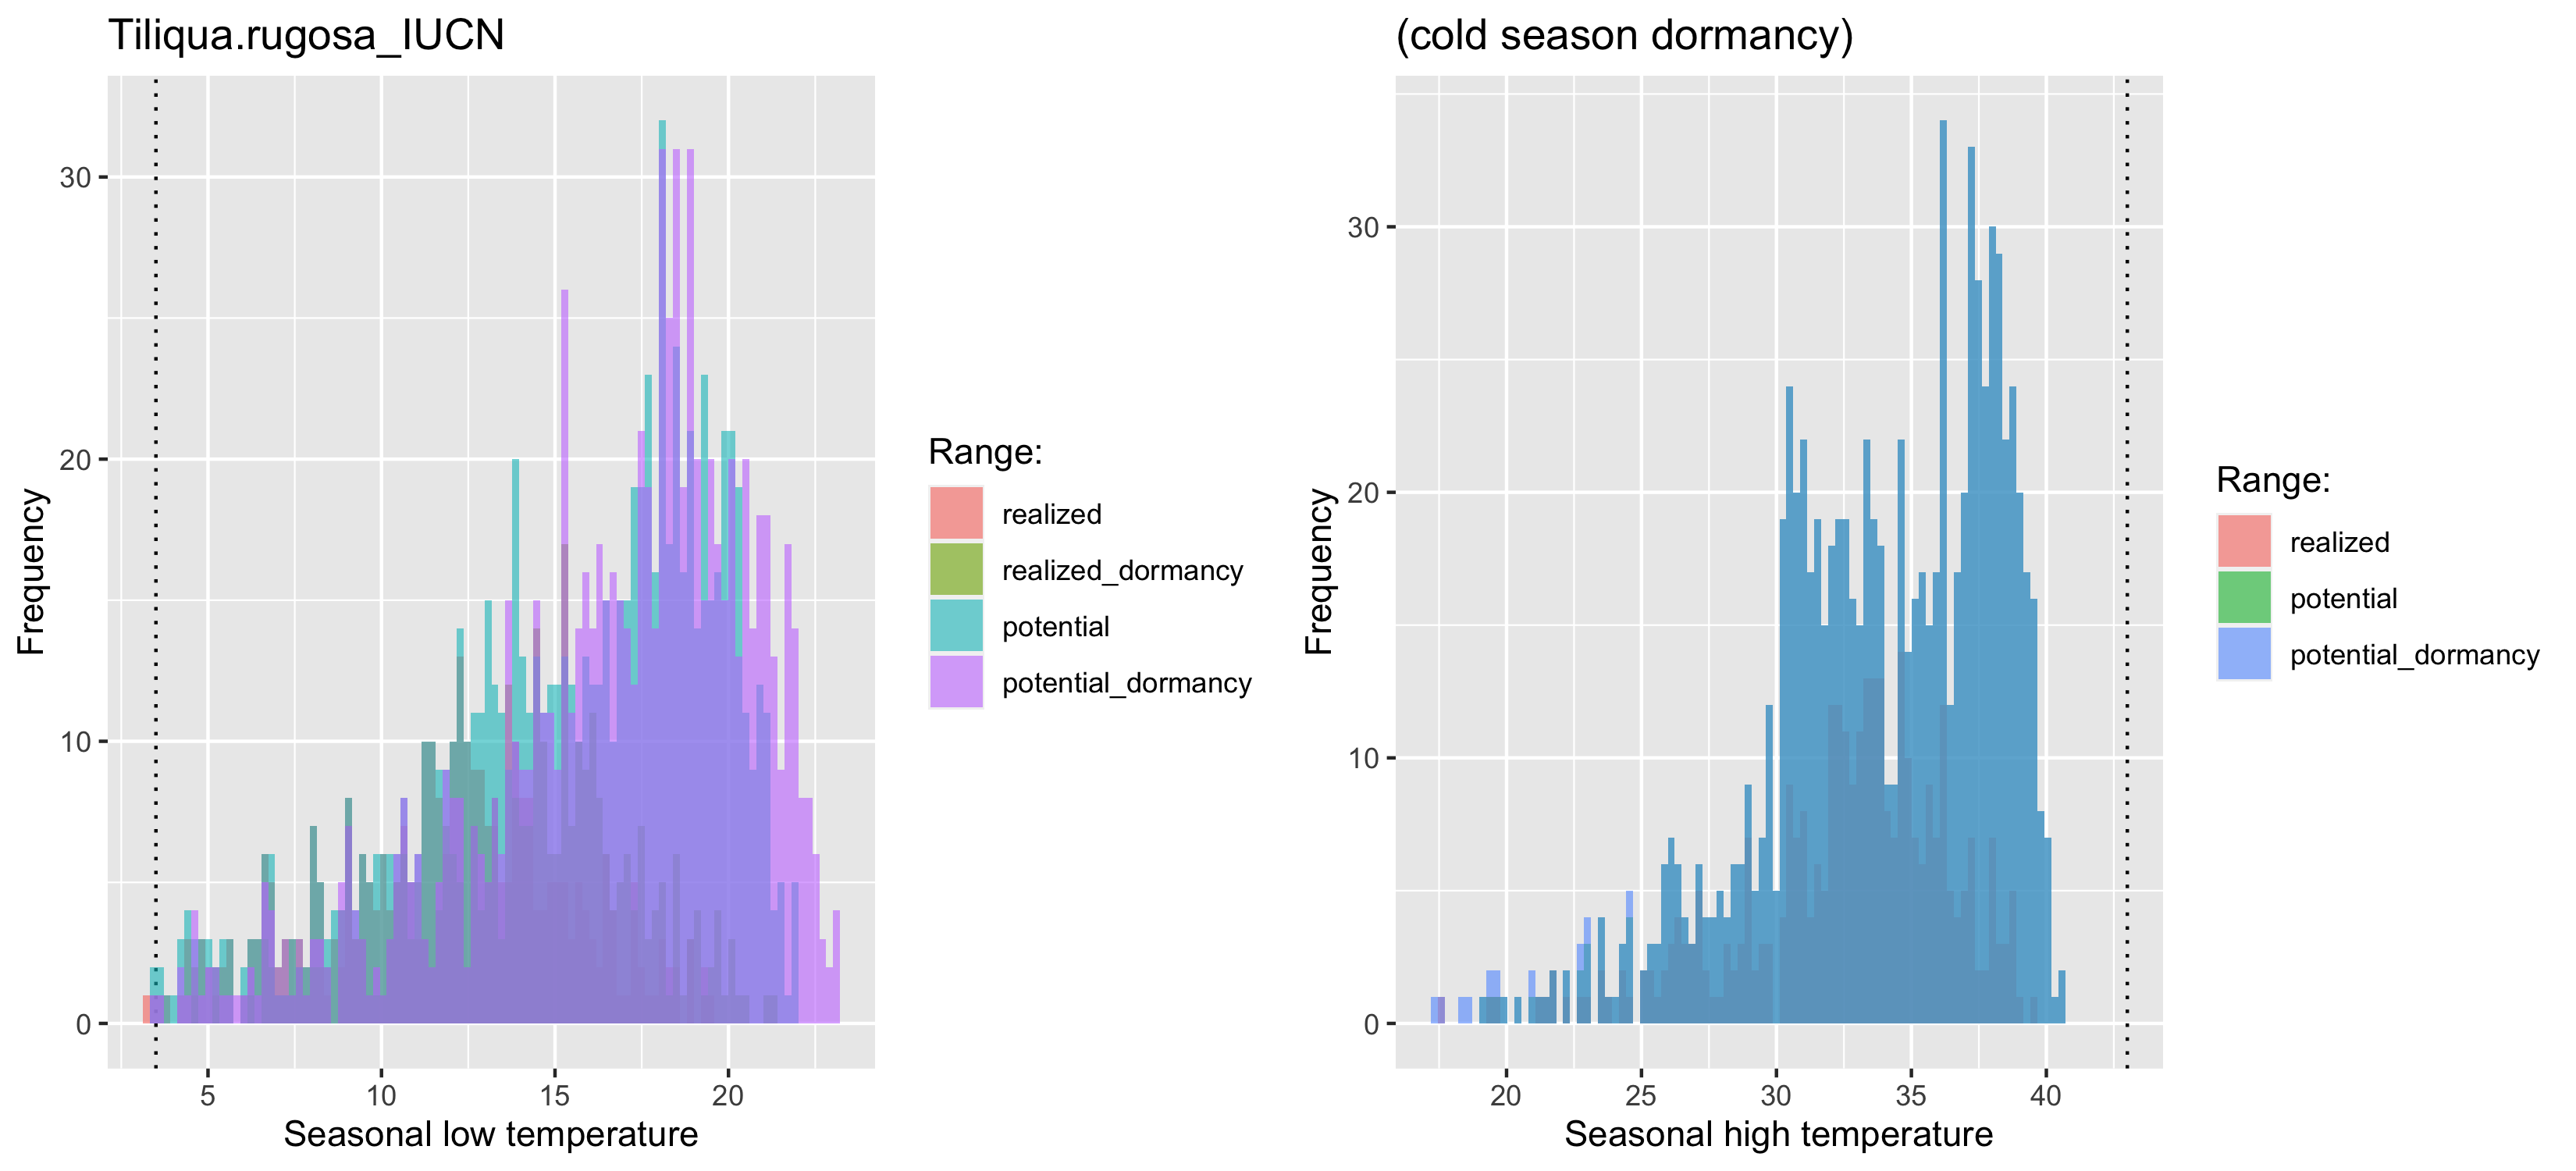 Tiliqua.rugosa_IUCN
Frequency
30
20
10
0
5 10 15 20
Seasonal low temperature
Range:
realized
realized_dormancy
potential
potential_dormancy
(cold season dormancy)
Frequency
30
20
10
0
20 25 30 35 40
Seasonal high temperature
Range:
realized
potential
potential_dormancy